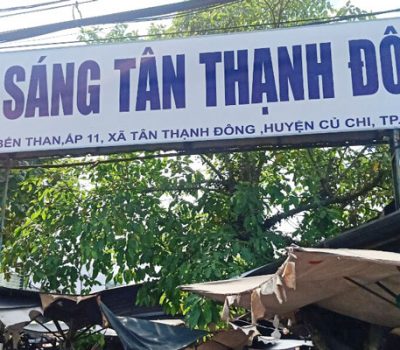 SÁNG TÂN THẠNH ĐÔ
BẾN THAN,ẤP 11, XÃ TÂN THẠNH ĐÔNG ,HUYỆN CỦ CHI, TP